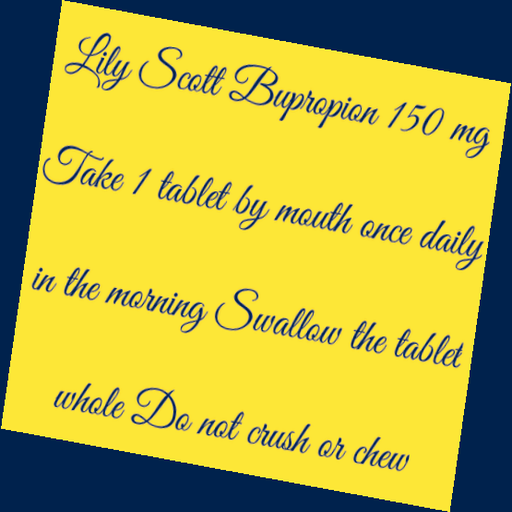 Lily Scott Bupropion 150 mg
Take 1 tablet by mouth once daily
in the morning Swallow the tablet
whole Do not crush or chew